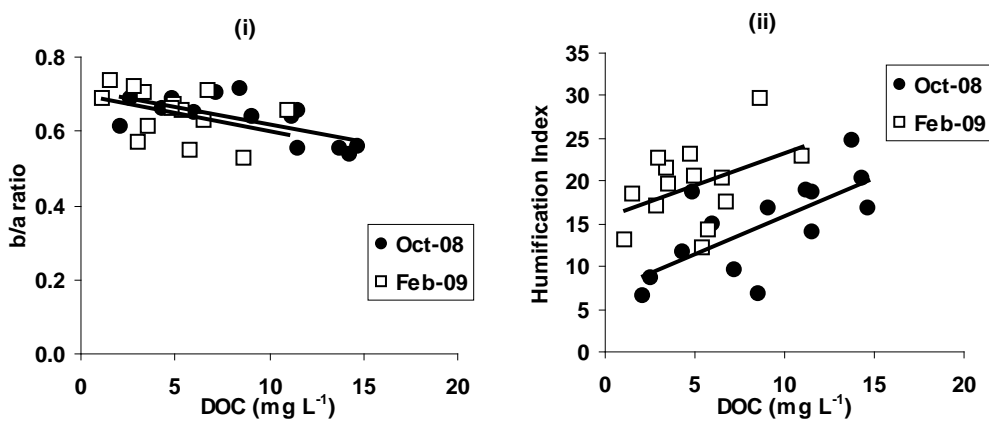 (i)
0.8
0.6
0.4
0.2
0.0
b/a ratio
Oct-08
Feb-09
0
5
10
15
20
DOC (mg L⁻¹)
(ii)
35
30
25
20
15
10
5
0
Humification Index
Oct-08
Feb-09
0
5
10
15
20
DOC (mg L⁻¹)